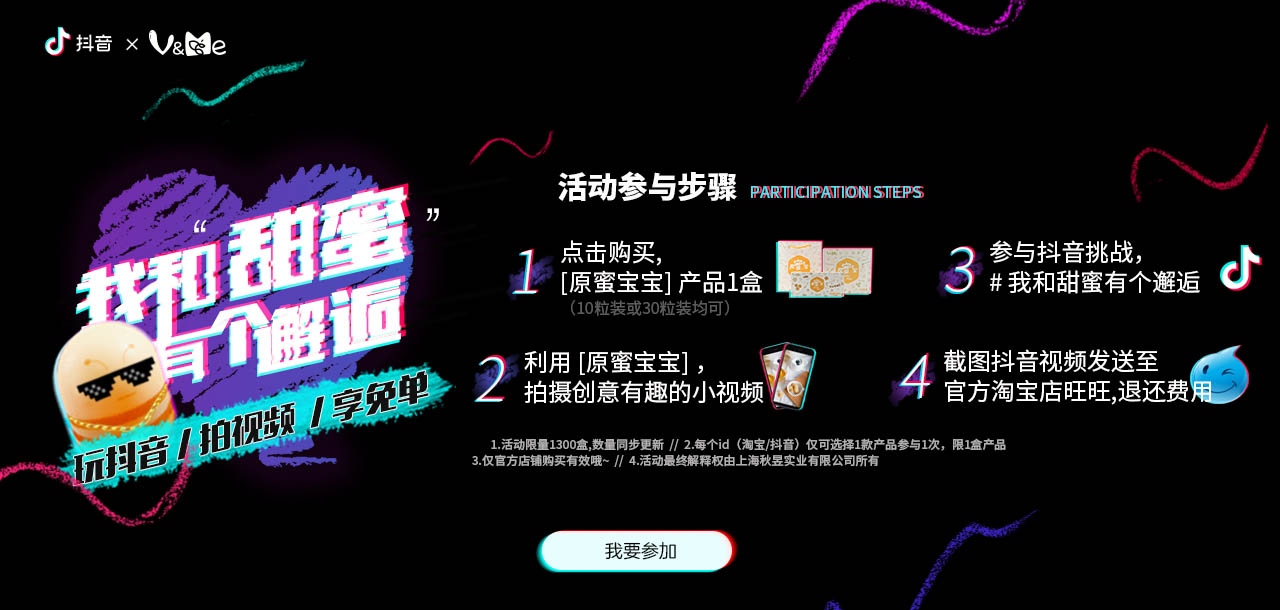 抖音 × V&Me
“我和甜蜜”
有个邂逅
玩抖音 / 拍视频 / 享免单
活动参与步骤 PARTICIPATION STEPS
1 点击购买,
[原蜜宝宝] 产品1盒
（10粒装或30粒装均可）
2 利用 [原蜜宝宝] ，
拍摄创意有趣的小视频
3 参与抖音挑战，
# 我和甜蜜有个邂逅
4 截图抖音视频发送至
官方淘宝店旺旺,退还费用
1.活动限量1300盒,数量同步更新 // 2.每个id（淘宝/抖音）仅可选择1款产品参与1次，限1盒产品
3.仅官方店铺购买有效哦~ // 4.活动最终解释权由上海秋昱实业有限公司所有
我要参加